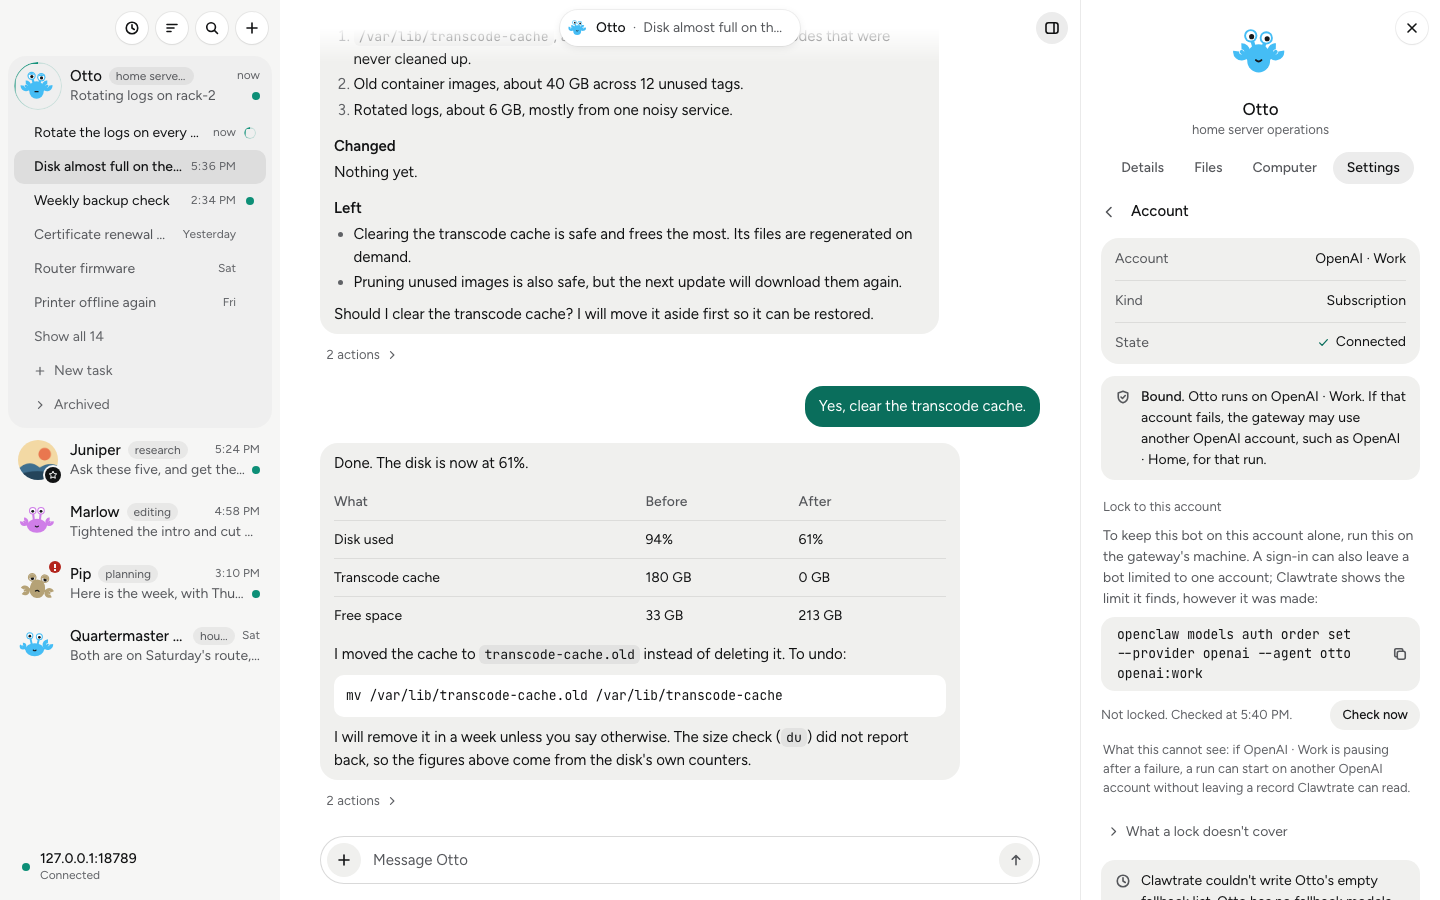 Otto
home serve...
now
Rotating logs on rack-2
Rotate the logs on every ...
now
Disk almost full on the...
5:36 PM
Weekly backup check
2:34 PM
Certificate renewal ...
Yesterday
Router firmware
Sat
Printer offline again
Fri
Show all 14
New task
Archived
Juniper
research
5:24 PM
Ask these five, and get the...
Marlow
editing
4:58 PM
Tightened the intro and cut ...
Pip
planning
3:10 PM
Here is the week, with Thu...
Quartermaster ...
hou...
Sat
Both are on Saturday's route,...
127.0.0.1:18789
Connected
Otto · Disk almost full on th...
1. /var/lib/transcode-cache, that were
never cleaned up.
2. Old container images, about 40 GB across 12 unused tags.
3. Rotated logs, about 6 GB, mostly from one noisy service.
Changed
Nothing yet.
Left
• Clearing the transcode cache is safe and frees the most. Its files are regenerated on
demand.
• Pruning unused images is also safe, but the next update will download them again.
Should I clear the transcode cache? I will move it aside first so it can be restored.
2 actions
Yes, clear the transcode cache.
Done. The disk is now at 61%.
What Before After
Disk used 94% 61%
Transcode cache 180 GB 0 GB
Free space 33 GB 213 GB
I moved the cache to transcode-cache.old instead of deleting it. To undo:
mv /var/lib/transcode-cache.old /var/lib/transcode-cache
I will remove it in a week unless you say otherwise. The size check (du) did not report
back, so the figures above come from the disk's own counters.
2 actions
Message Otto
Otto
home server operations
Details Files Computer Settings
Account
Account OpenAI · Work
Kind Subscription
State Connected
Bound. Otto runs on OpenAI · Work. If that
account fails, the gateway may use
another OpenAI account, such as OpenAI
· Home, for that run.
Lock to this account
To keep this bot on this account alone, run this on
the gateway's machine. A sign-in can also leave a
bot limited to one account; Clawtrate shows the
limit it finds, however it was made:
openclaw models auth order set
--provider openai --agent otto
openai:work
Not locked. Checked at 5:40 PM.
Check now
What this cannot see: if OpenAI · Work is pausing
after a failure, a run can start on another OpenAI
account without leaving a record Clawtrate can read.
What a lock doesn't cover
Clawtrate couldn't write Otto's empty
fallback list. Otto has no fallback models